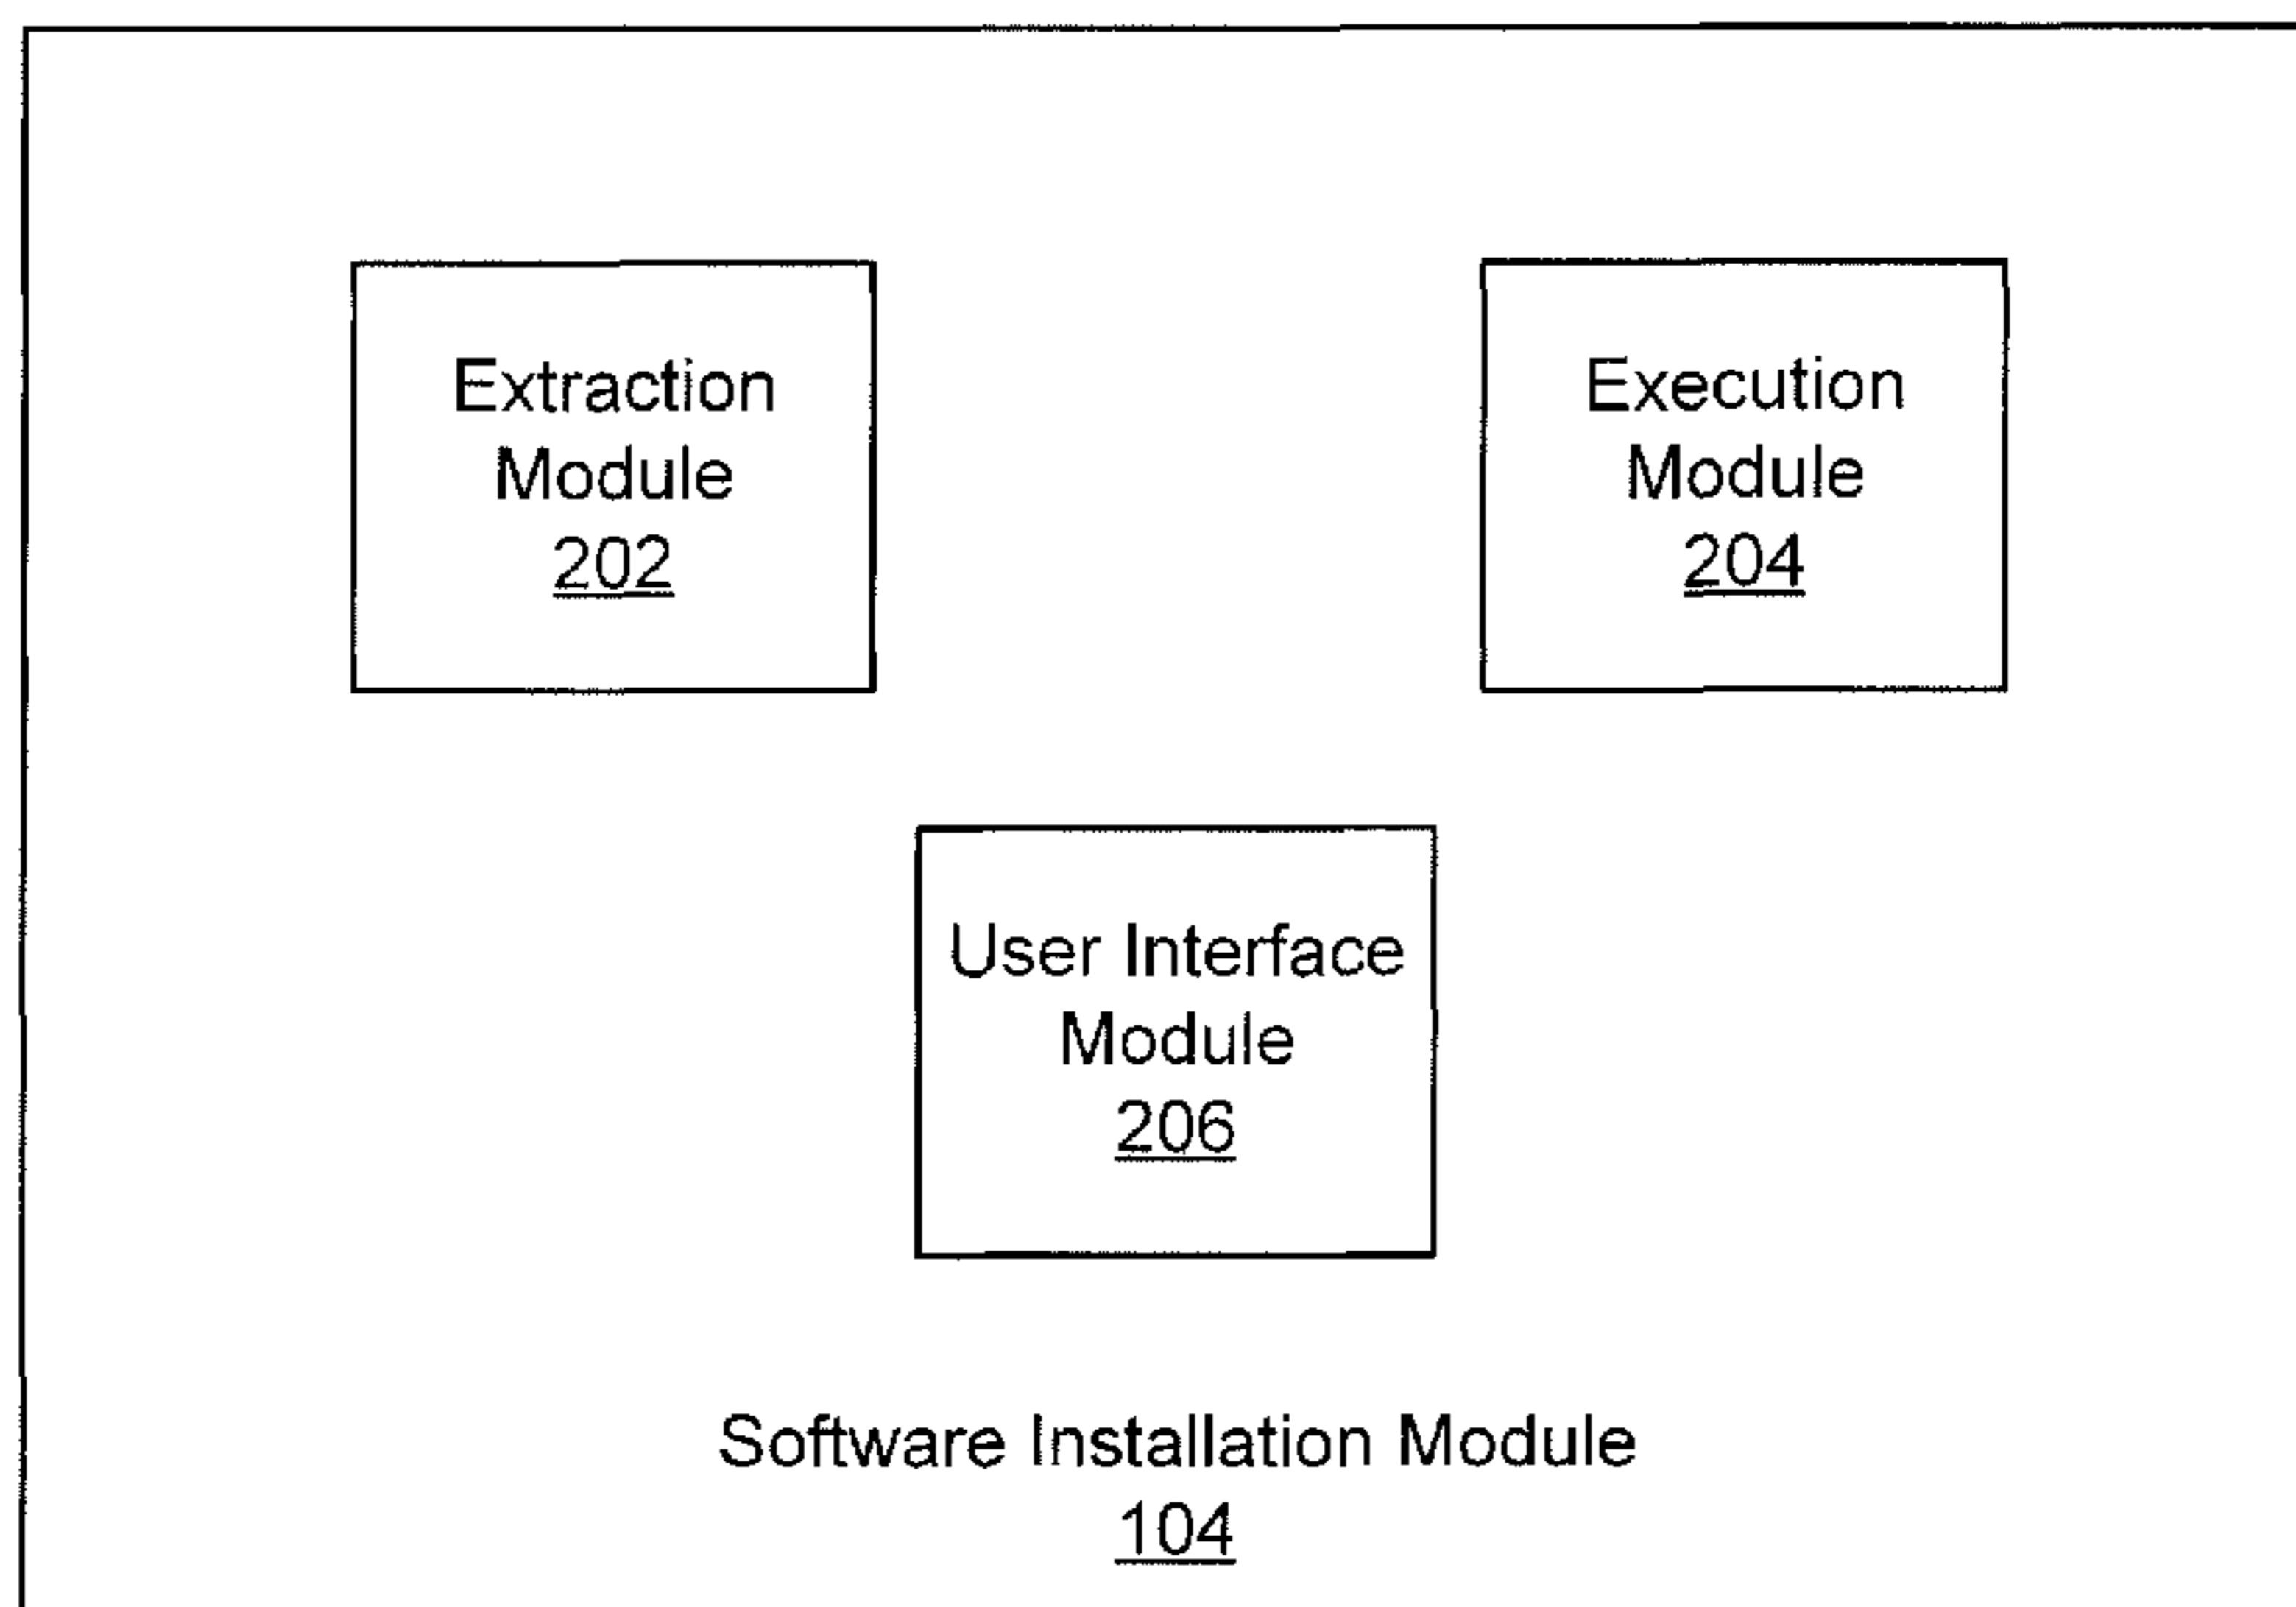 Extraction
Module
202
Execution
Module
204
User Interface
Module
206
Software Installation Module
104